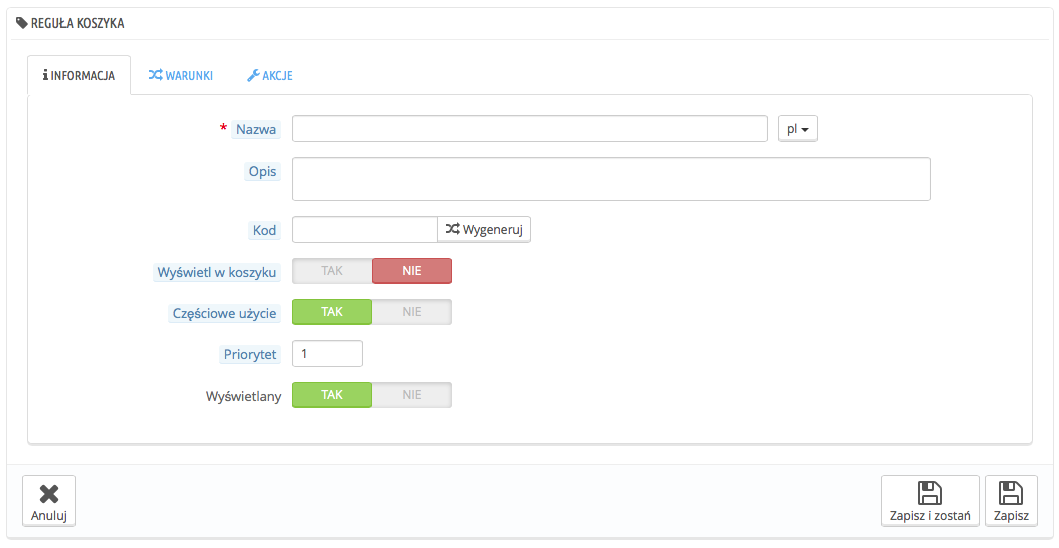 REGUŁA KOSZYKA
INFORMACJA WARUNKI AKCJE
* Nazwa pl
Opis
Kod Wygeneruj
Wyświetl w koszyku TAK NIE
Częściowe użycie TAK NIE
Priorytet 1
Wyświetlany TAK NIE
Anuluj Zapisz i zostań Zapisz